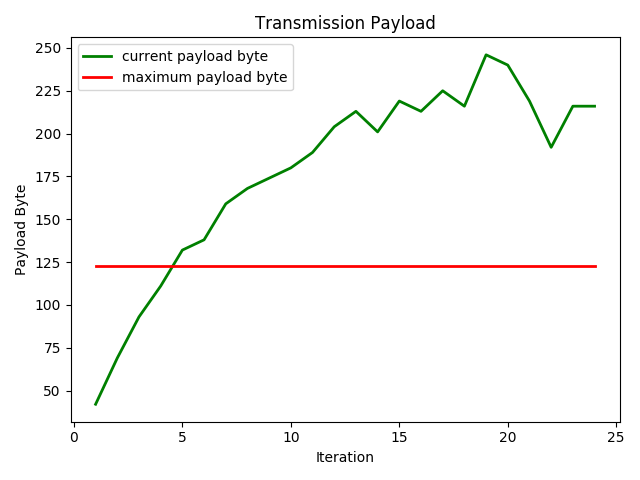 Transmission Payload
current payload byte
maximum payload byte
Payload Byte
250
225
200
175
150
125
100
75
50
0 5 10 15 20 25
Iteration